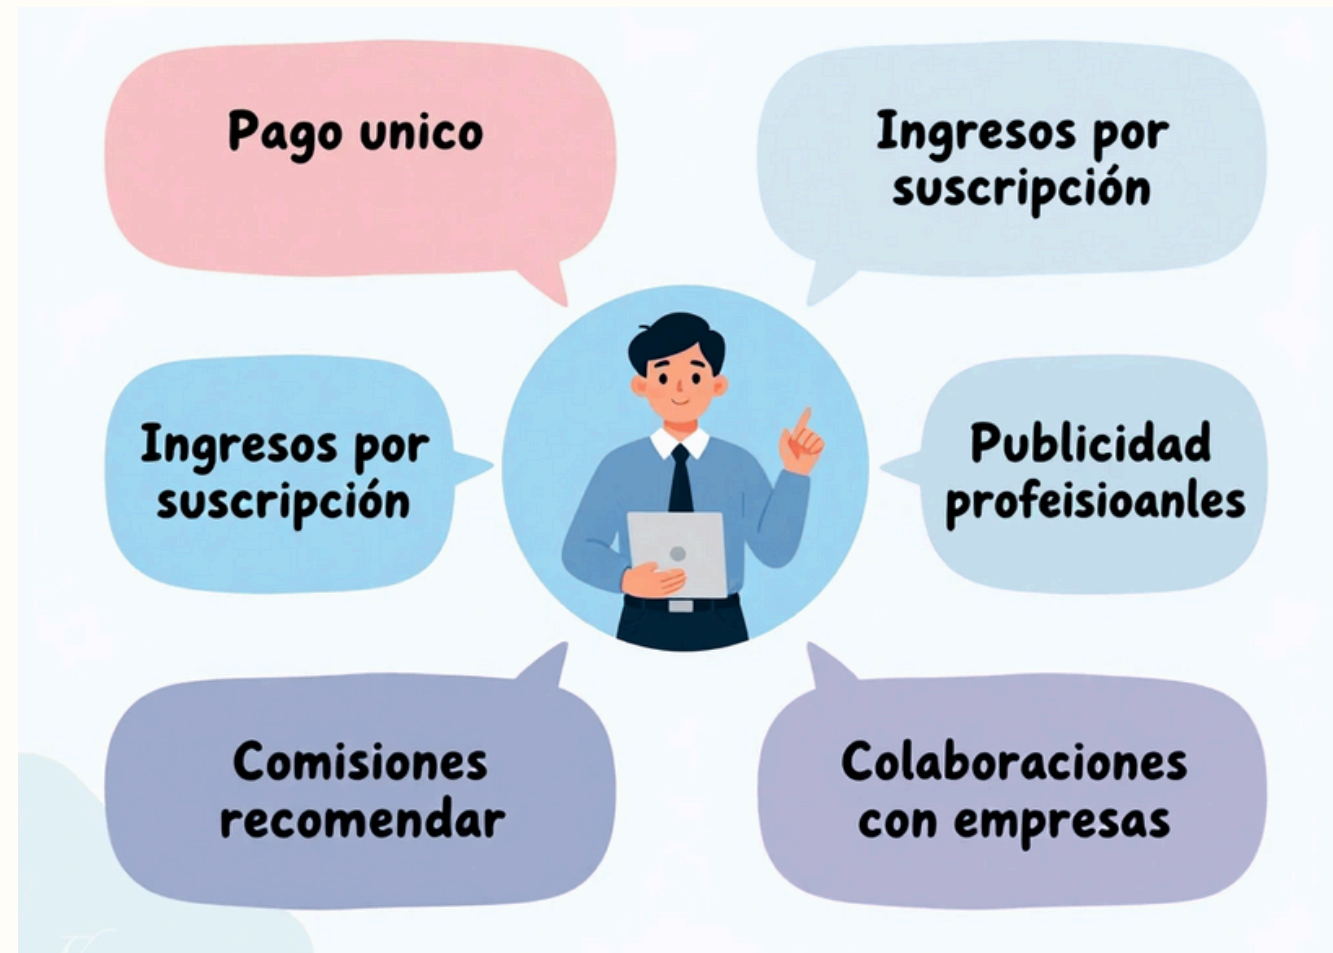 Pago unico
Ingresos por
suscripción
Ingresos por
suscripción
Publicidad
profeisioanles
Comisiones
recomendar
Colaboraciones
con empresas